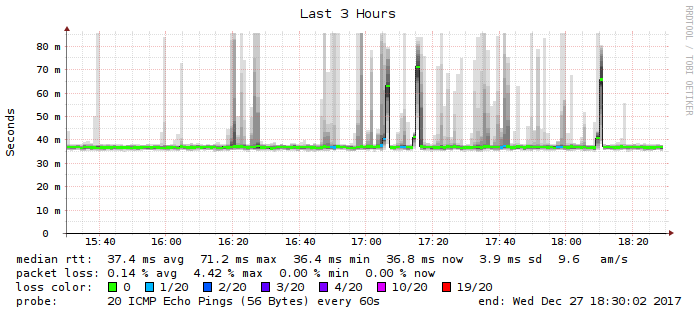 Last 3 Hours
RRDTOOL / TOBI OETIKER
Seconds
80 m
70 m
60 m
50 m
40 m
30 m
20 m
10 m
0
15:40 16:00 16:20 16:40 17:00 17:20 17:40 18:00 18:20
median rtt: 37.4 ms avg 71.2 ms max 36.4 ms min 36.8 ms now 3.9 ms sd 9.6 am/s
packet loss: 0.14 % avg 4.42 % max 0.00 % min 0.00 % now
loss color: 0 1/20 2/20 3/20 4/20 10/20 19/20
probe: 20 ICMP Echo Pings (56 Bytes) every 60s end: Wed Dec 27 18:30:02 2017